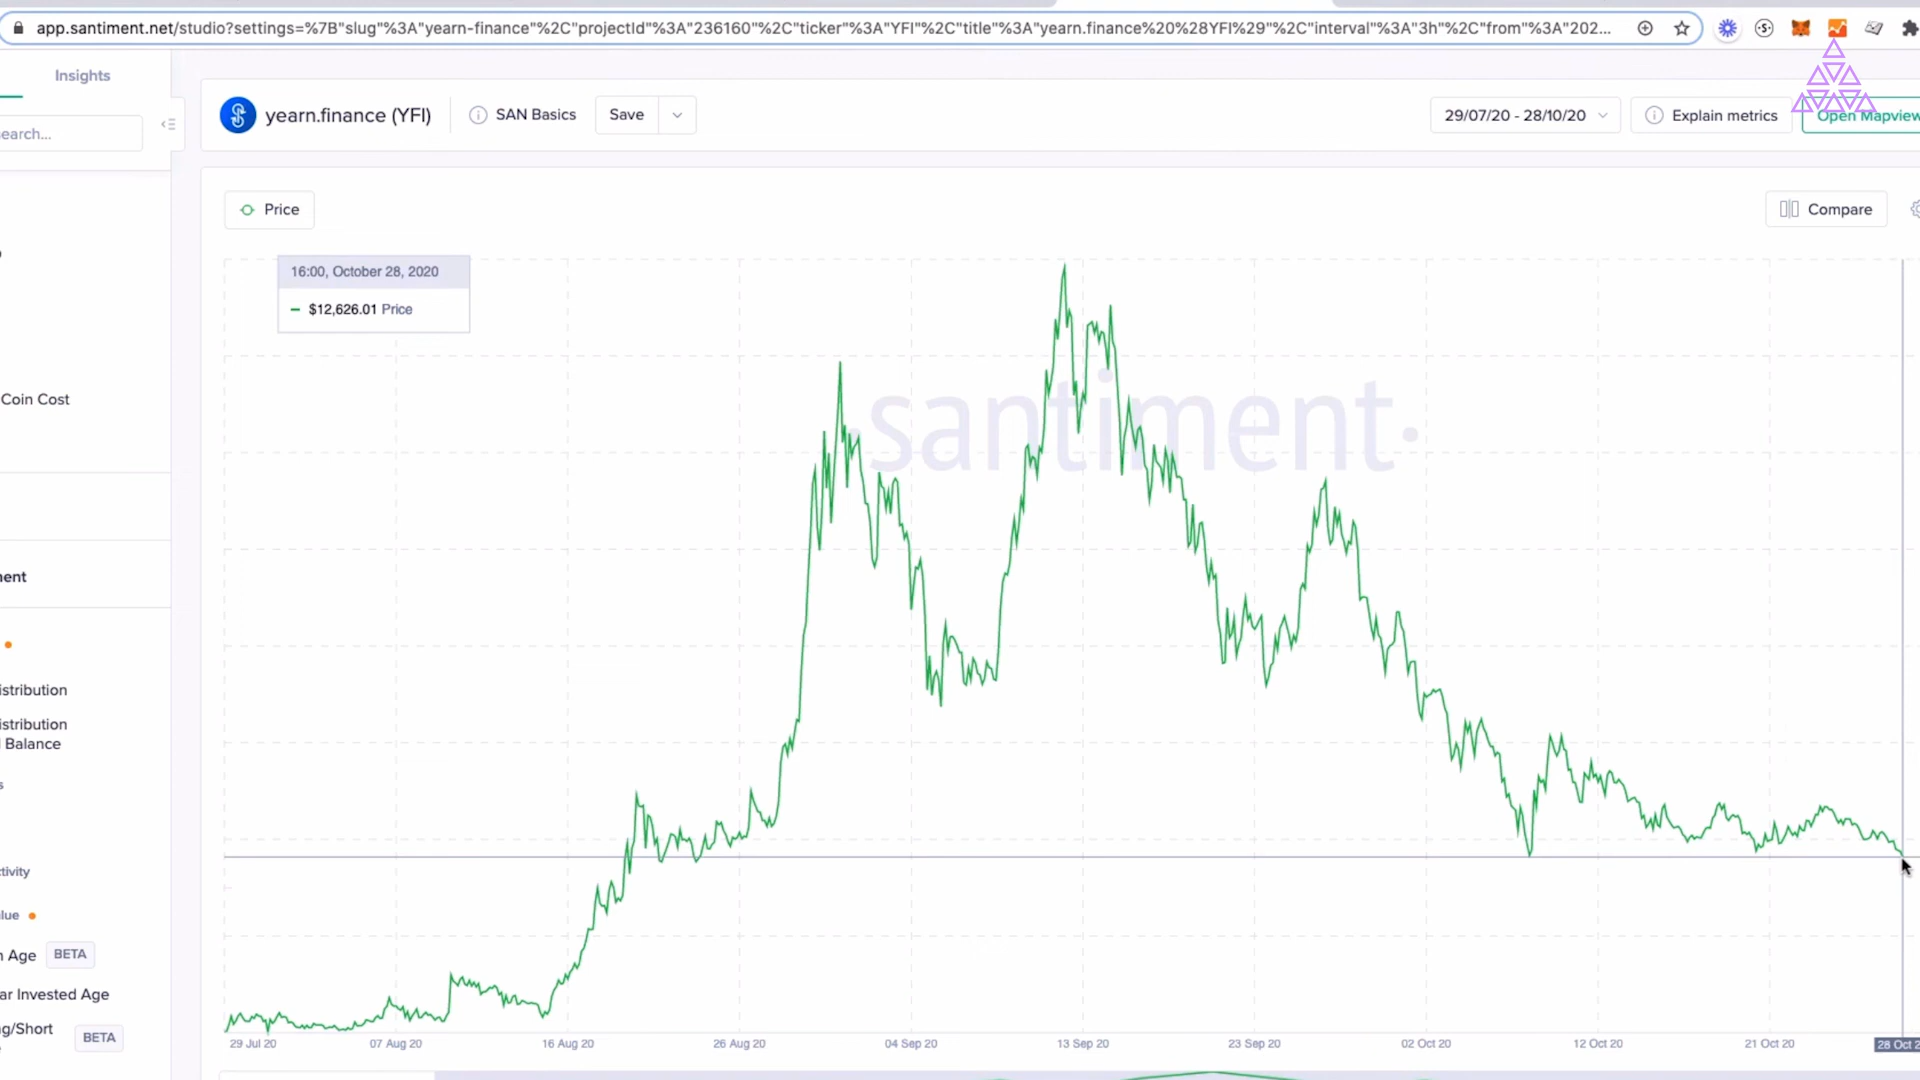 app.santiment.net/studio?settings=%7B"slug"%3A"yearn-finance"%2C"projectId"%3A"236160"%2C"ticker"%3A"YFI"%2C"title"%3A"yearn.finance%20%28YFI%29"%2C"interval"%3A"3h"%2C"from"%3A"202...
Insights
earch...
yearn.finance (YFI)
SAN Basics
Save
29/07/20 - 28/10/20
Explain metrics
Open Mapview
Price
Compare
16:00, October 28, 2020
$12,626.01 Price
santiment
Coin Cost
nent
istribution
istribution
l Balance
s
tivity
lue
n Age BETA
ar Invested Age
g/Short
BETA
29 Jul 20
07 Aug 20
16 Aug 20
26 Aug 20
04 Sep 20
13 Sep 20
23 Sep 20
02 Oct 20
12 Oct 20
21 Oct 20
28 Oct 2